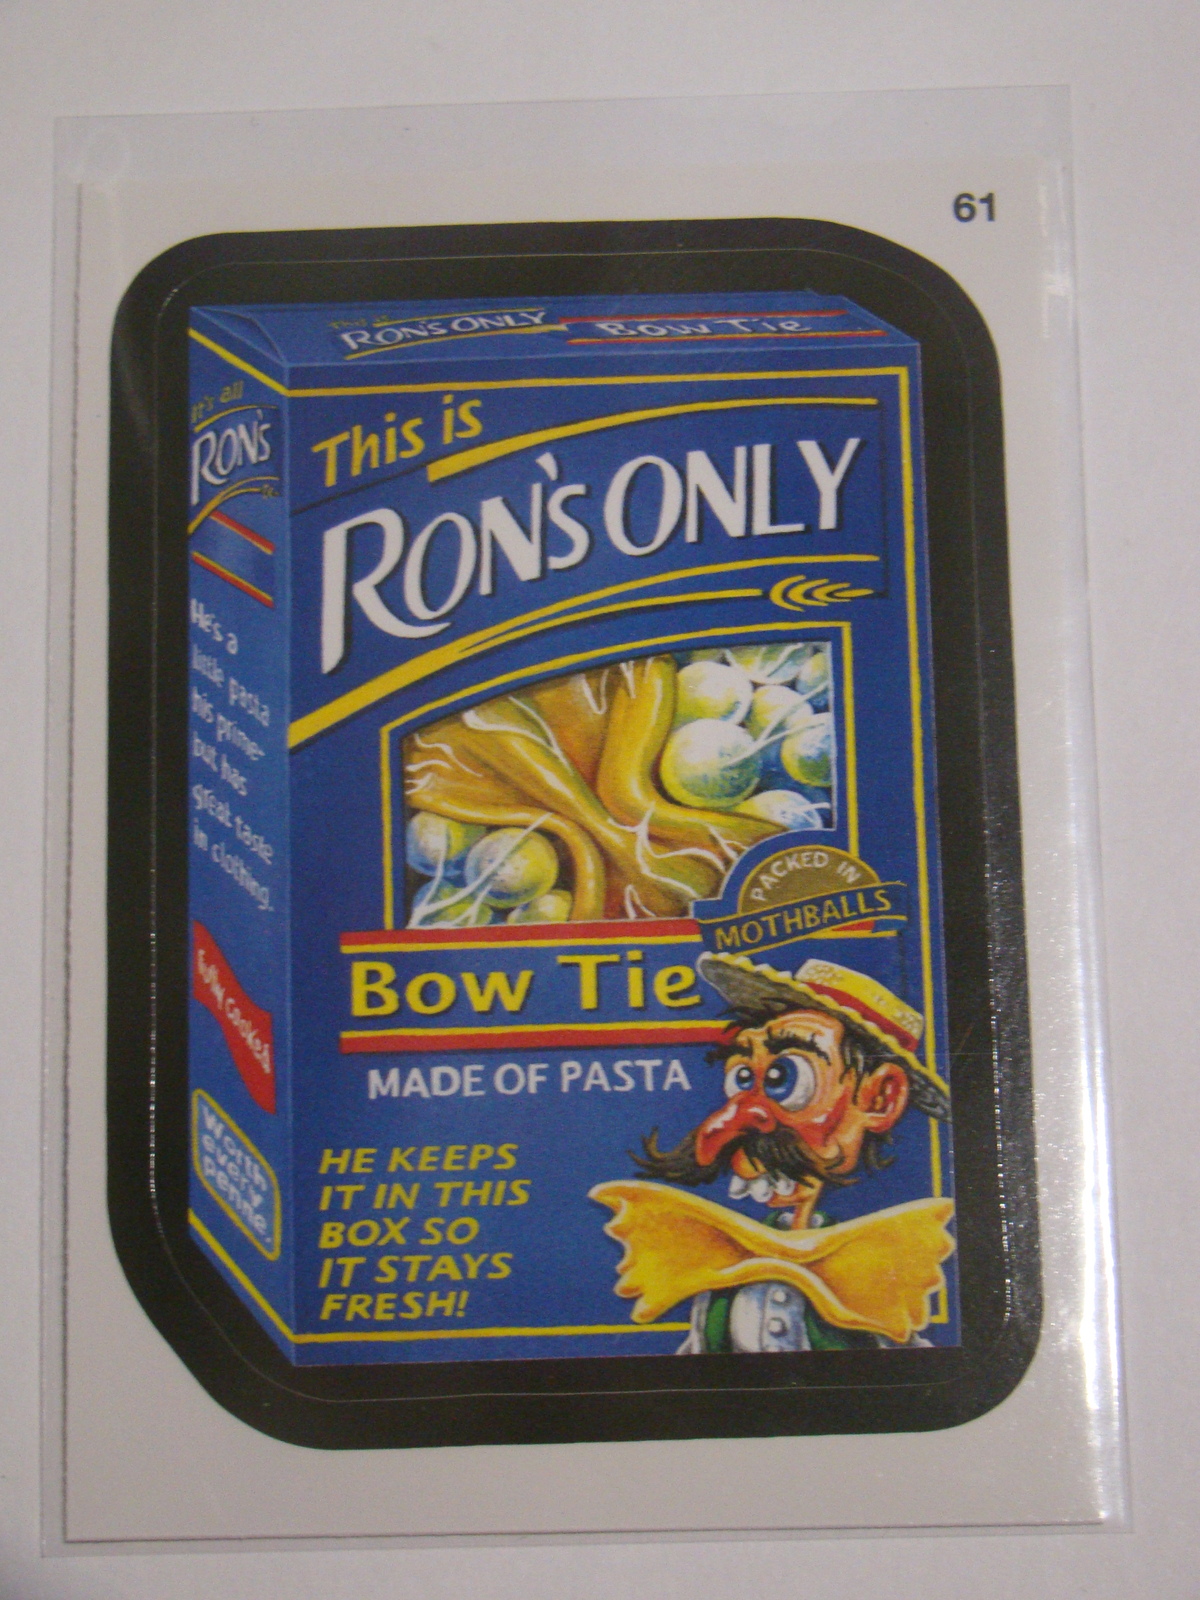 61
This is
RON'S ONLY
BOW TIE
It's all
RON'S
This is
RON'S ONLY
He's a
little pasta
his prime-
but has
great taste
in clothing.
Fully Cooked
Worth
every
penne.
PACKED IN
MOTHBALLS
Bow Tie
MADE OF PASTA
HE KEEPS
IT IN THIS
BOX SO
IT STAYS
FRESH!